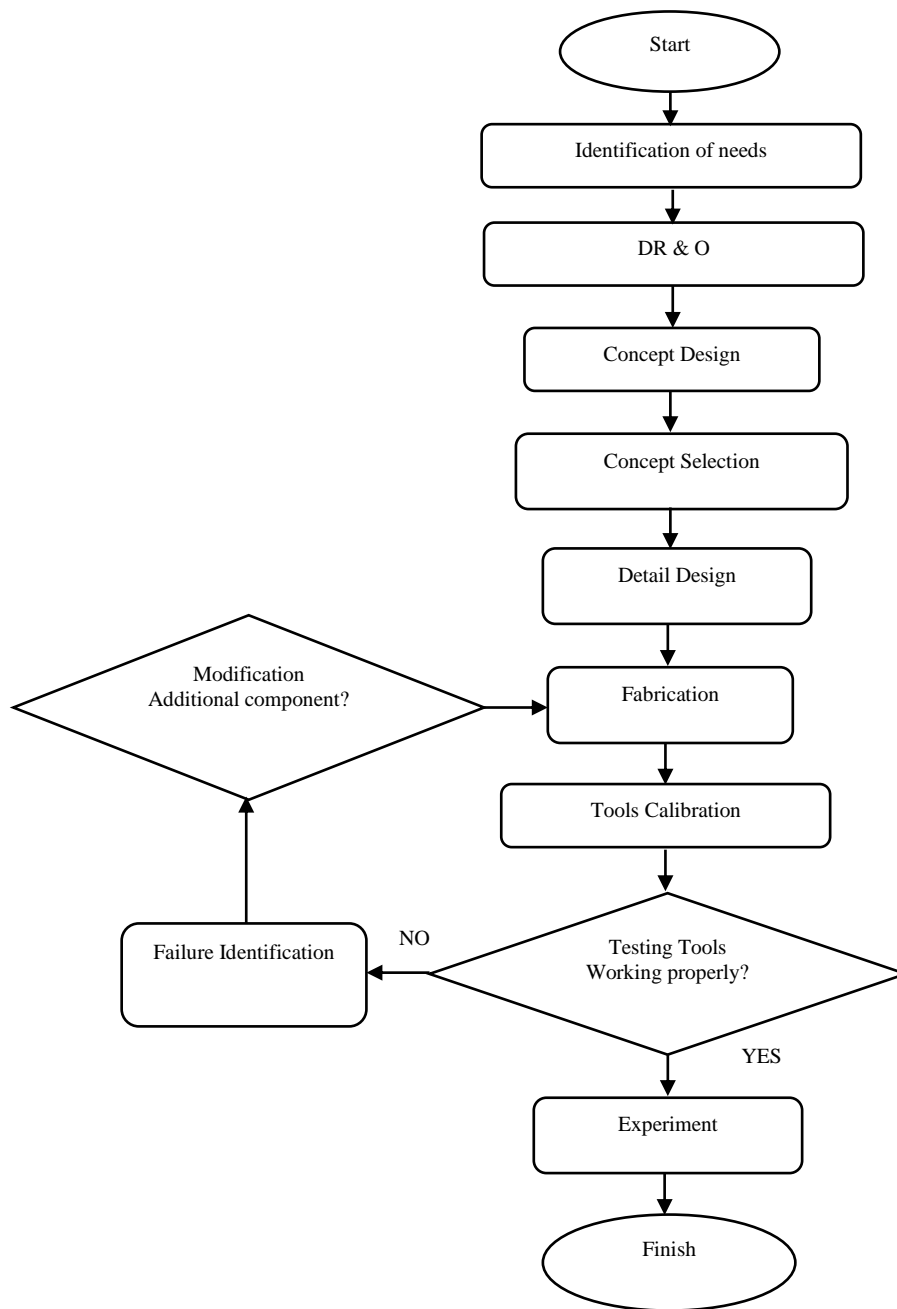 Start
Identification of needs
DR & O
Concept Design
Concept Selection
Detail Design
Modification
Additional component?
Fabrication
Tools Calibration
Failure Identification
NO
Testing Tools
Working properly?
YES
Experiment
Finish